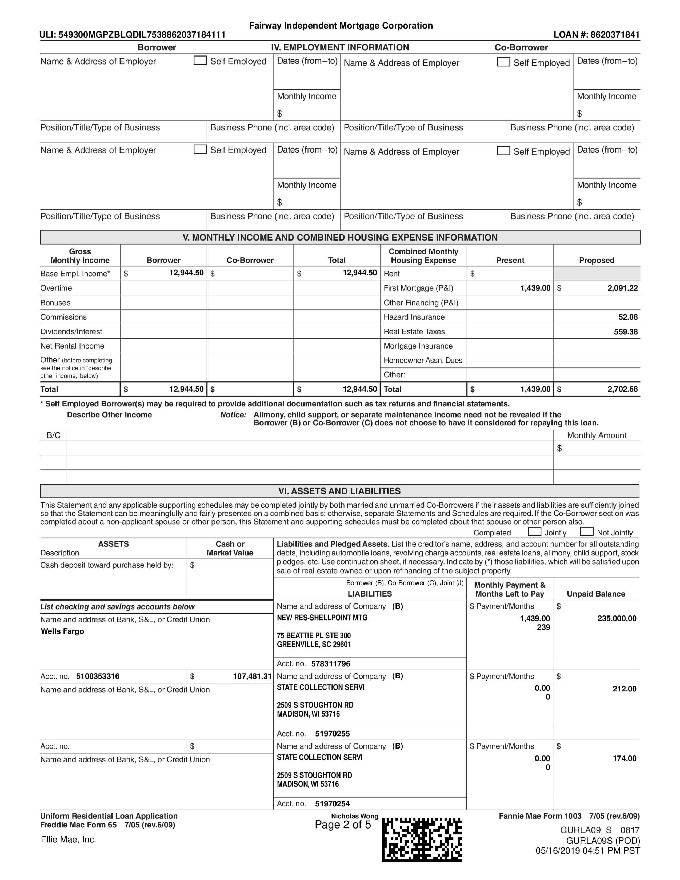 Fairway Independent Mortgage Corporation
ULI: 549300MGPZBLQDIL7538862037184111 LOAN #: 8620371841
Borrower IV. EMPLOYMENT INFORMATION Co-Borrower
Name & Address of Employer Self Employed Dates (from–to) Name & Address of Employer Self Employed Dates (from–to)
Monthly Income Monthly Income
$ $
Position/Title/Type of Business Business Phone (incl. area code) Position/Title/Type of Business Business Phone (incl. area code)
Name & Address of Employer Self Employed Dates (from–to) Name & Address of Employer Self Employed Dates (from–to)
Monthly Income Monthly Income
$ $
Position/Title/Type of Business Business Phone (incl. area code) Position/Title/Type of Business Business Phone (incl. area code)
V. MONTHLY INCOME AND COMBINED HOUSING EXPENSE INFORMATION
Gross Monthly Income Borrower Co-Borrower Total Combined Monthly Housing Expense Present Proposed
Base Empl. Income* $ 12,944.50 $ $ 12,944.50 Rent $
Overtime First Mortgage (P&I) 1,439.00 $ 2,091.22
Bonuses Other Financing (P&I)
Commissions Hazard Insurance 52.08
Dividends/Interest Real Estate Taxes 559.38
Net Rental Income Mortgage Insurance
Other (before completing, see the notice in "describe other income," below) Homeowner Assn. Dues
Other:
Total $ 12,944.50 $ $ 12,944.50 Total $ 1,439.00 $ 2,702.68
* Self Employed Borrower(s) may be required to provide additional documentation such as tax returns and financial statements.
Describe Other Income Notice: Alimony, child support, or separate maintenance income need not be revealed if the
Borrower (B) or Co-Borrower (C) does not choose to have it considered for repaying this loan.
B/C Monthly Amount
$
VI. ASSETS AND LIABILITIES
This Statement and any applicable supporting schedules may be completed jointly by both married and unmarried Co-Borrowers if their assets and liabilities are sufficiently joined
so that the Statement can be meaningfully and fairly presented on a combined basis; otherwise, separate Statements and Schedules are required. If the Co-Borrower section was
completed about a non-applicant spouse or other person, this Statement and supporting schedules must be completed about that spouse or other person also.
Completed Jointly Not Jointly
ASSETS Cash or Market Value
Description
Liabilities and Pledged Assets. List the creditor's name, address, and account number for all outstanding
debts, including automobile loans, revolving charge accounts, real estate loans, alimony, child support, stock
pledges, etc. Use continuation sheet, if necessary. Indicate by (*) those liabilities, which will be satisfied upon
sale of real estate owned or upon refinancing of the subject property.
Cash deposit toward purchase held by: $
Borrower (B), Co-Borrower (C), Joint (J)
LIABILITIES Monthly Payment & Months Left to Pay Unpaid Balance
List checking and savings accounts below Name and address of Company (B) $ Payment/Months $
Name and address of Bank, S&L, or Credit Union NEW RES-SHELLPOINT MTG 1,439.00 235,000.00
Wells Fargo 239
75 BEATTIE PL STE 300
GREENVILLE, SC 29601
Acct. no. 578311796
Acct. no. 5100353316 $ 107,481.31 Name and address of Company (B) $ Payment/Months $
Name and address of Bank, S&L, or Credit Union STATE COLLECTION SERVI 0.00 212.00
0
2509 S STOUGHTON RD
MADISON, WI 53716
Acct. no. 51970255
Acct. no. $ Name and address of Company (B) $ Payment/Months $
Name and address of Bank, S&L, or Credit Union STATE COLLECTION SERVI 0.00 174.00
0
2509 S STOUGHTON RD
MADISON, WI 53716
Acct. no. 51970254
Uniform Residential Loan Application Nicholas Wong Fannie Mae Form 1003 7/05 (rev.6/09)
Freddie Mac Form 65 7/05 (rev.6/09) Page 2 of 5
GURLA09_S 0817
Ellie Mae, Inc. GURLA09S (POD)
05/16/2019 04:51 PM PST